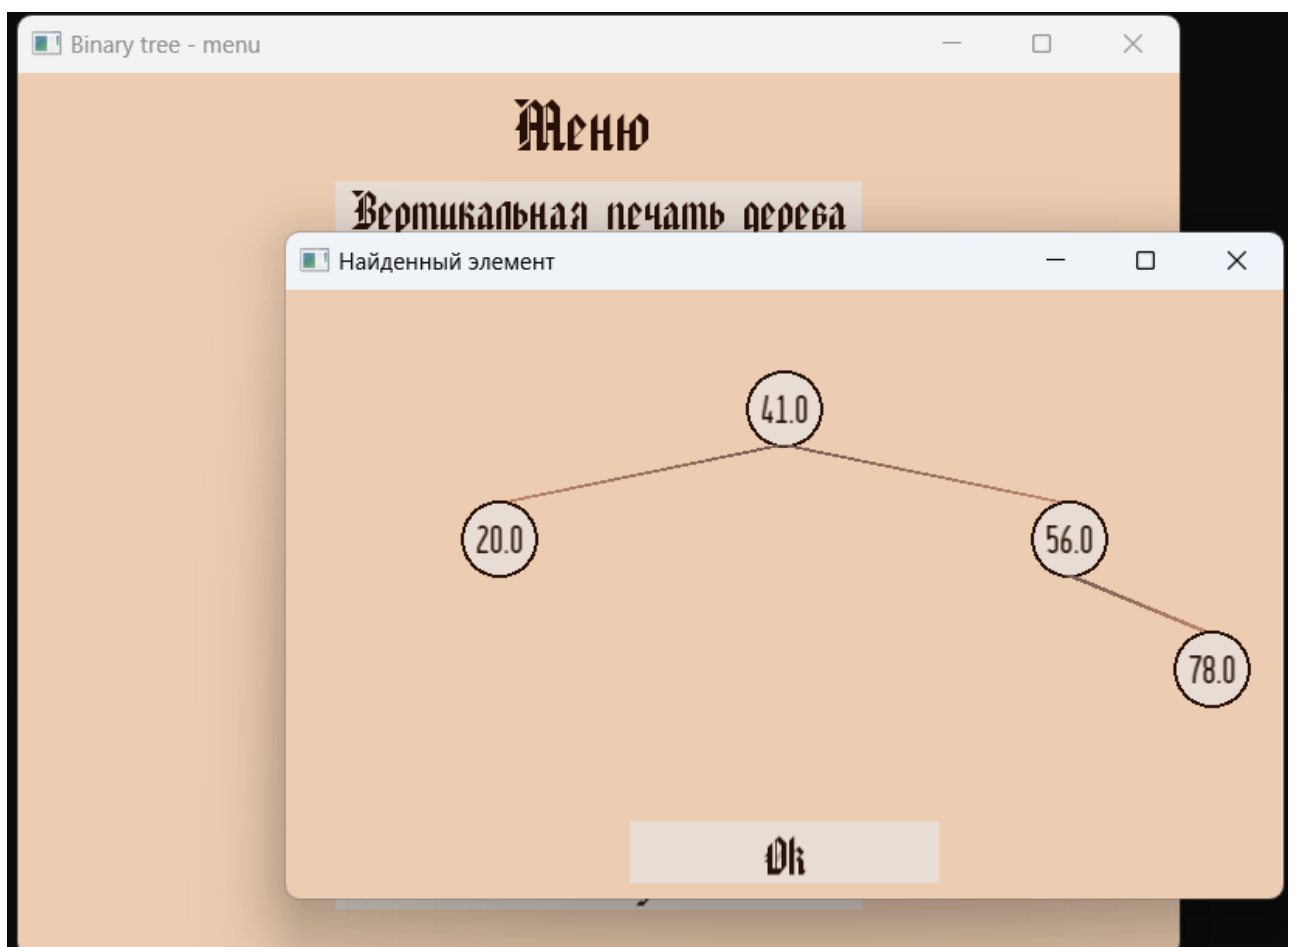 Binary tree - menu
Меню
Вертикальная печать дерева
Найденный элемент
41.0
20.0
56.0
78.0
Ok